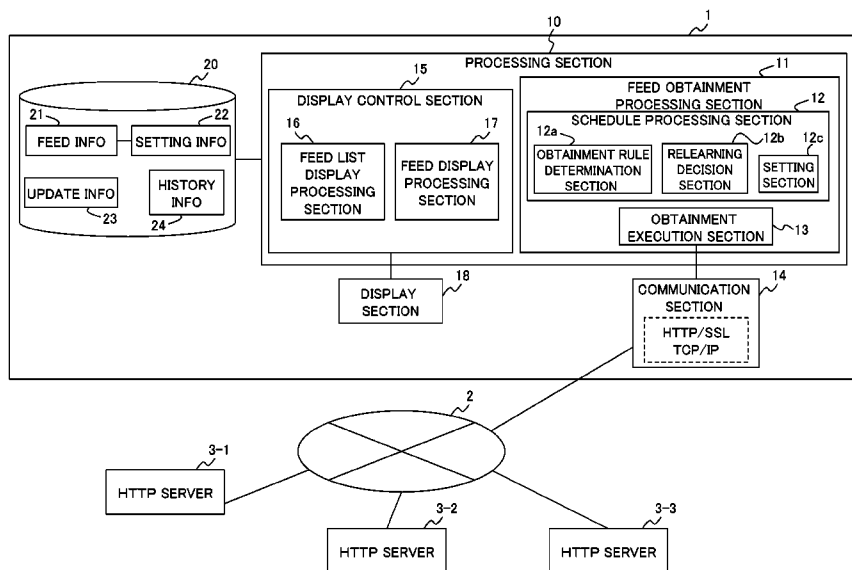 1
10
PROCESSING SECTION
20
15
11
DISPLAY CONTROL SECTION
FEED OBTAINMENT
PROCESSING SECTION
12
SCHEDULE PROCESSING SECTION
21
22
FEED INFO
SETTING INFO
16
17
FEED LIST
DISPLAY
PROCESSING
SECTION
FEED DISPLAY
PROCESSING
SECTION
12a
12b
12c
OBTAINMENT RULE
DETERMINATION
SECTION
RELEARNING
DECISION
SECTION
SETTING
SECTION
UPDATE INFO
HISTORY
INFO
23
24
OBTAINMENT
EXECUTION SECTION
13
DISPLAY
SECTION
18
COMMUNICATION
SECTION
14
HTTP/SSL
TCP/IP
2
3-1
HTTP SERVER
3-2
HTTP SERVER
3-3
HTTP SERVER